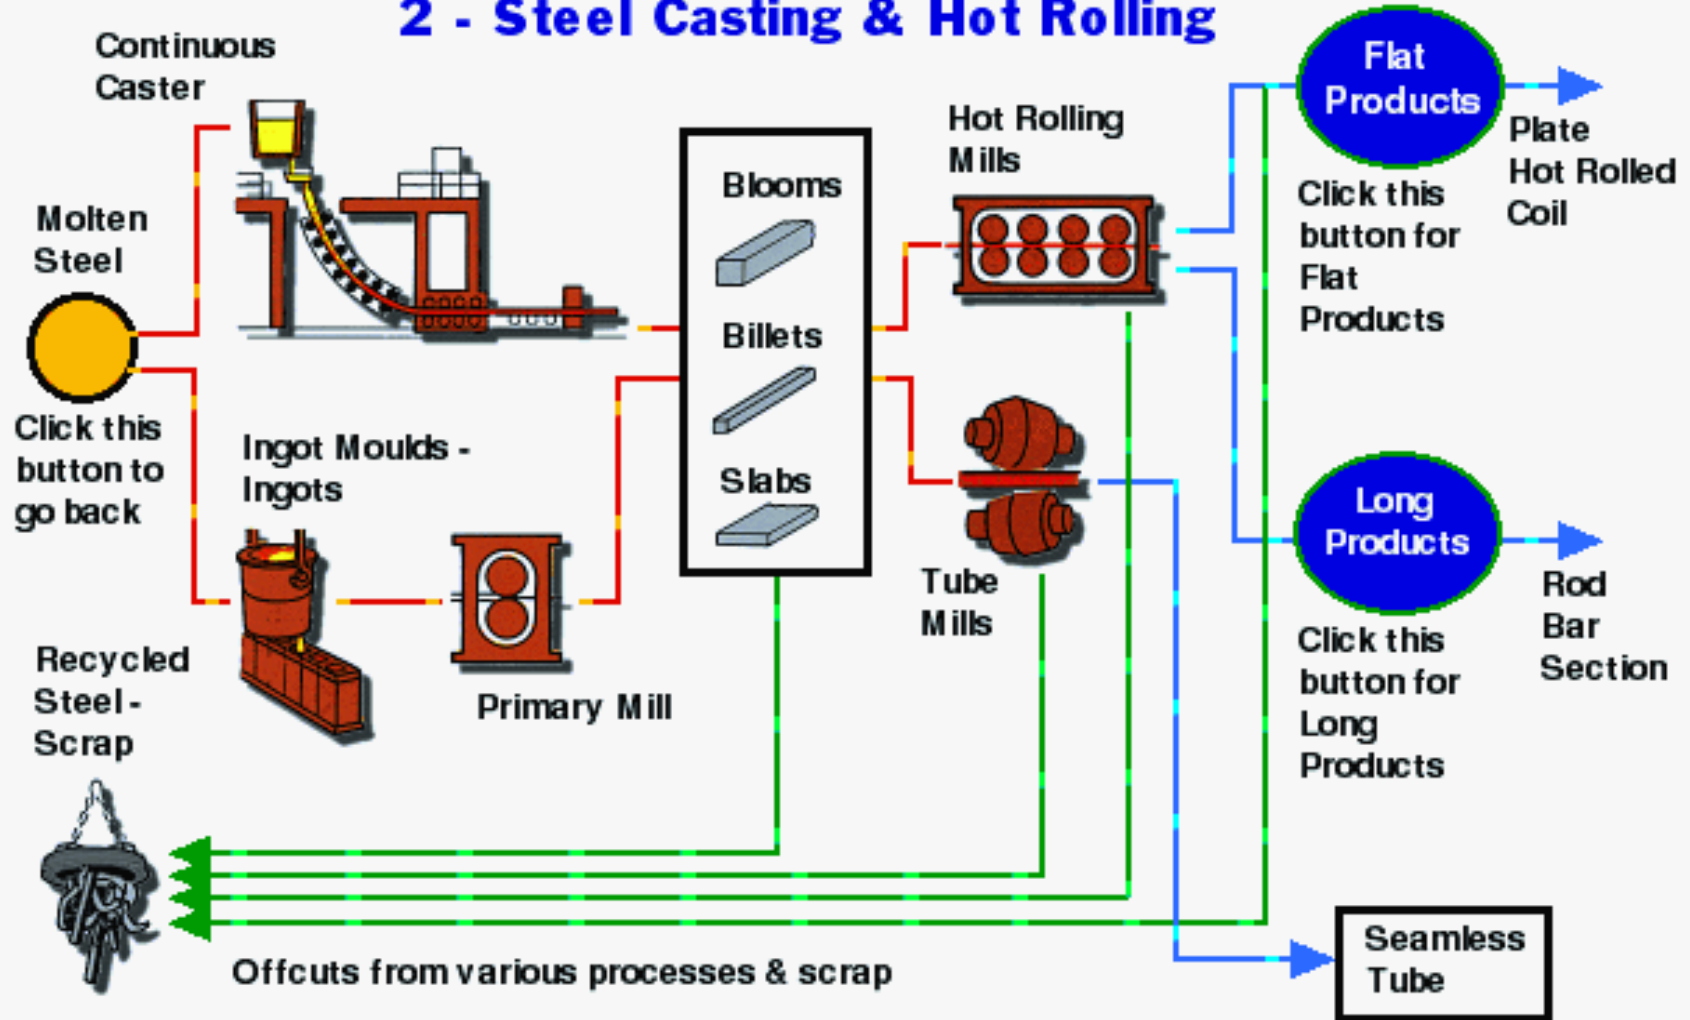 2 - Steel Casting & Hot Rolling
Continuous
Caster
Molten
Steel
Click this
button to
go back
Ingot Moulds -
Ingots
Primary Mill
Recycled
Steel -
Scrap
Blooms
Billets
Slabs
Hot Rolling
Mills
Tube
Mills
Flat
Products
Plate
Hot Rolled
Coil
Click this
button for
Flat
Products
Long
Products
Rod
Bar
Section
Click this
button for
Long
Products
Seamless
Tube
Offcuts from various processes & scrap